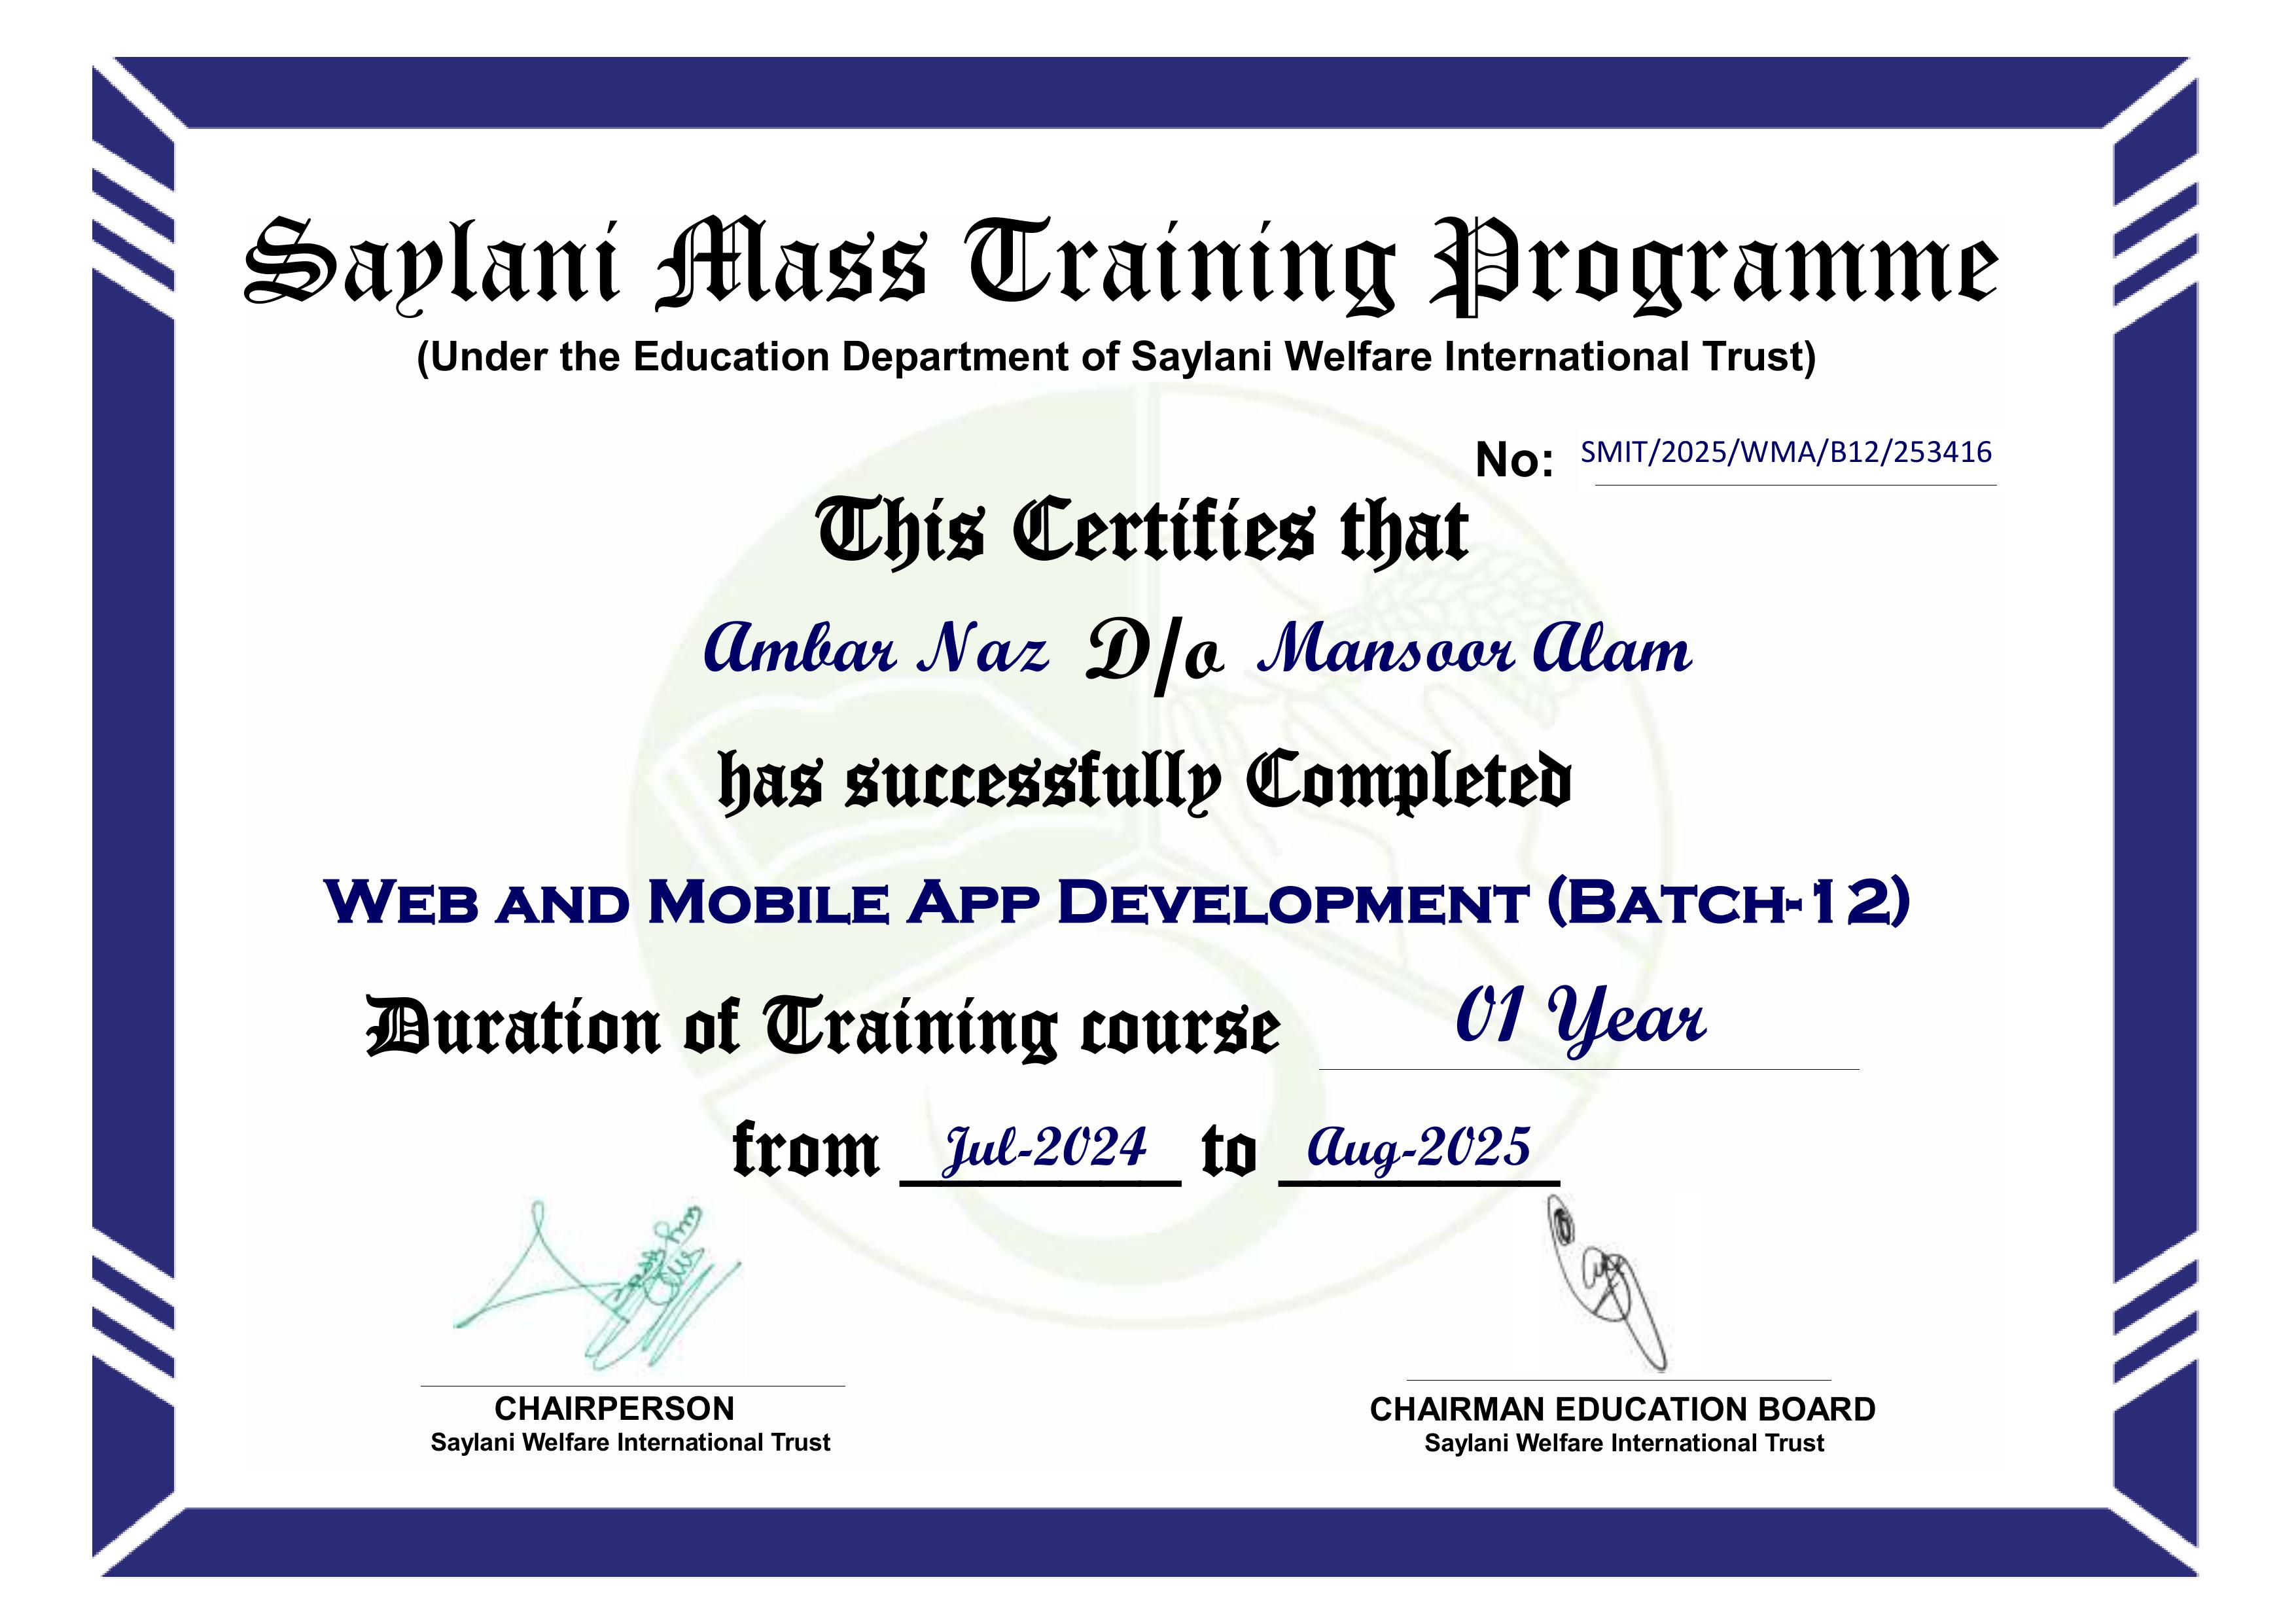 Saylani Mass Training Programme
(Under the Education Department of Saylani Welfare International Trust)
No: SMIT/2025/WMA/B12/253416
This Certifies that
Ambar Naz D/o Mansoor Alam
has successfully Completed
Web and Mobile App Development (Batch-12)
Duration of Training course 01 Year
from Jul-2024 to Aug-2025
CHAIRPERSON
Saylani Welfare International Trust
CHAIRMAN EDUCATION BOARD
Saylani Welfare International Trust